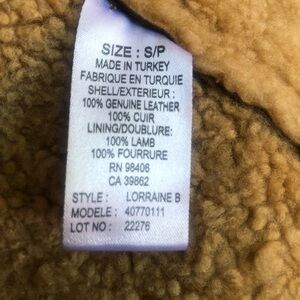 SIZE : S/P
MADE IN TURKEY
FABRIQUE EN TURQUIE
SHELL/EXTERIEUR :
100% GENUINE LEATHER
100% CUIR
LINING/DOUBLURE:
100% LAMB
100% FOURRURE
RN 98406
CA 39862
STYLE : LORRAINE B
MODELE : 40770111
LOT NO : 22276